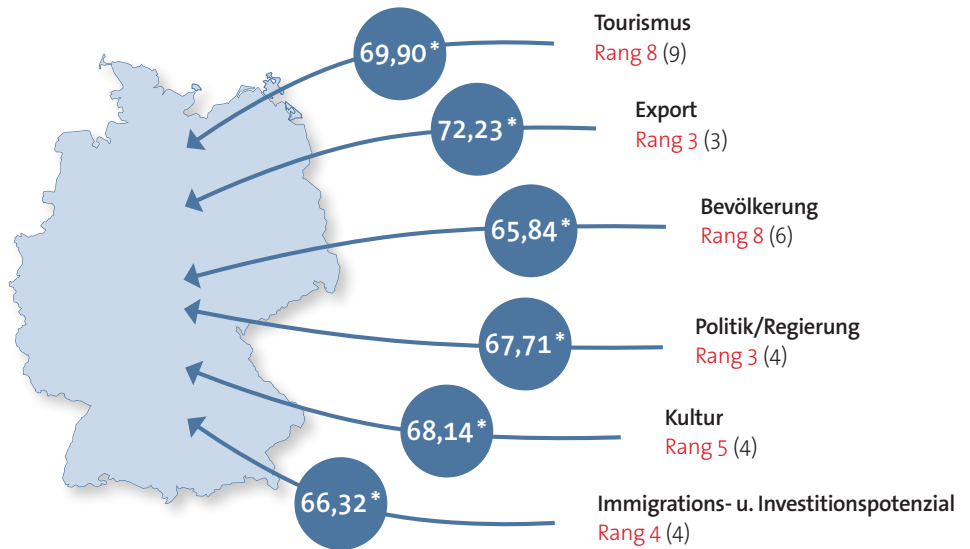 Tourismus
69,90*
Rang 8 (9)
Export
72,23*
Rang 3 (3)
Bevölkerung
65,84*
Rang 8 (6)
Politik/Regierung
67,71*
Rang 3 (4)
Kultur
68,14*
Rang 5 (4)
Immigrations- u. Investitionspotenzial
66,32*
Rang 4 (4)